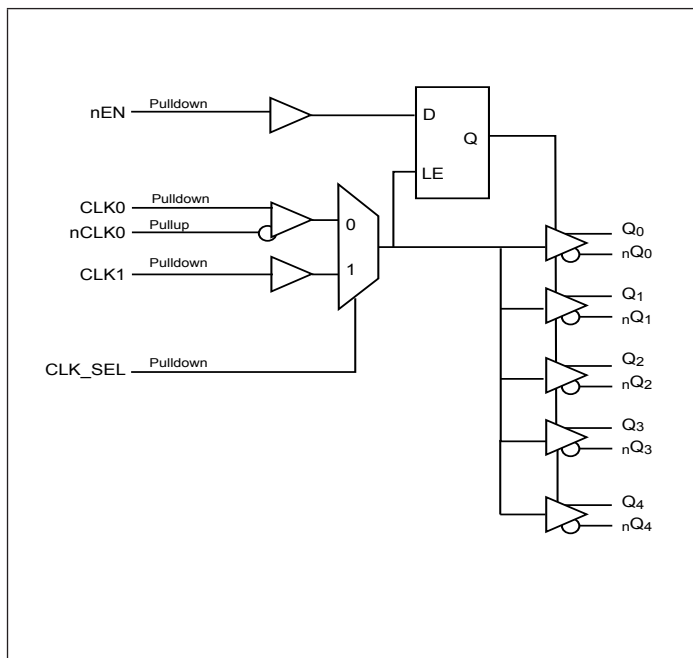 nEN Pulldown
D
Q
LE
CLK0 Pulldown
nCLK0 Pullup
0
CLK1 Pulldown
1
CLK_SEL Pulldown
Q0
nQ0
Q1
nQ1
Q2
nQ2
Q3
nQ3
Q4
nQ4